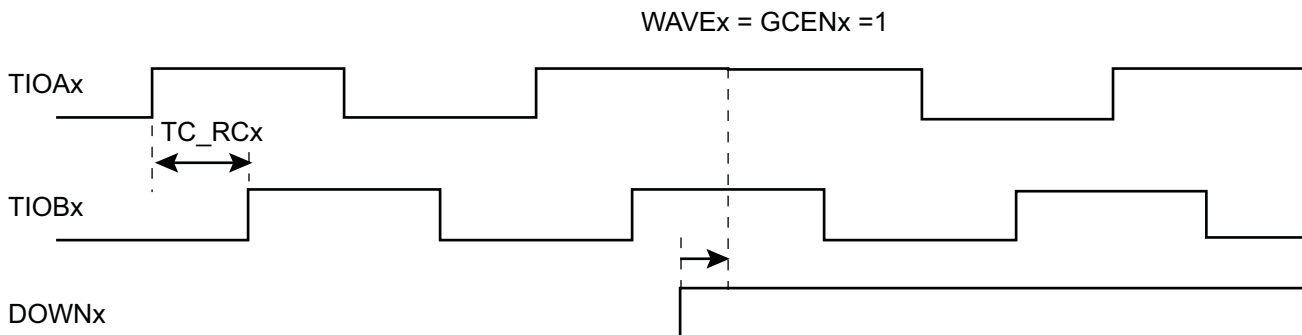 WAVEx = GCENx =1
TIOAx
TC_RCx
TIOBx
DOWNx